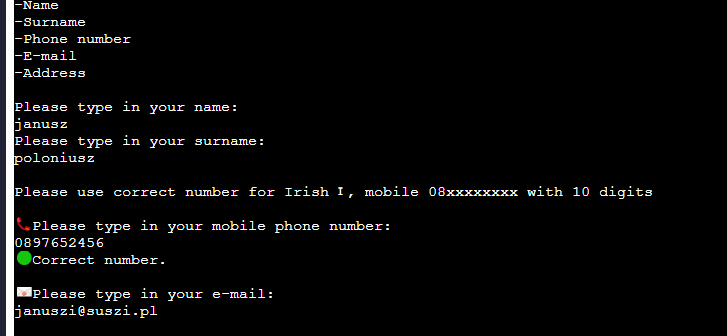 -Name
-Surname
-Phone number
-E-mail
-Address
Please type in your name:
janusz
Please type in your surname:
poloniusz
Please use correct number for Irish , mobile 08xxxxxxxx with 10 digits
Please type in your mobile phone number:
0897652456
Correct number.
Please type in your e-mail:
januszi@suszi.pl